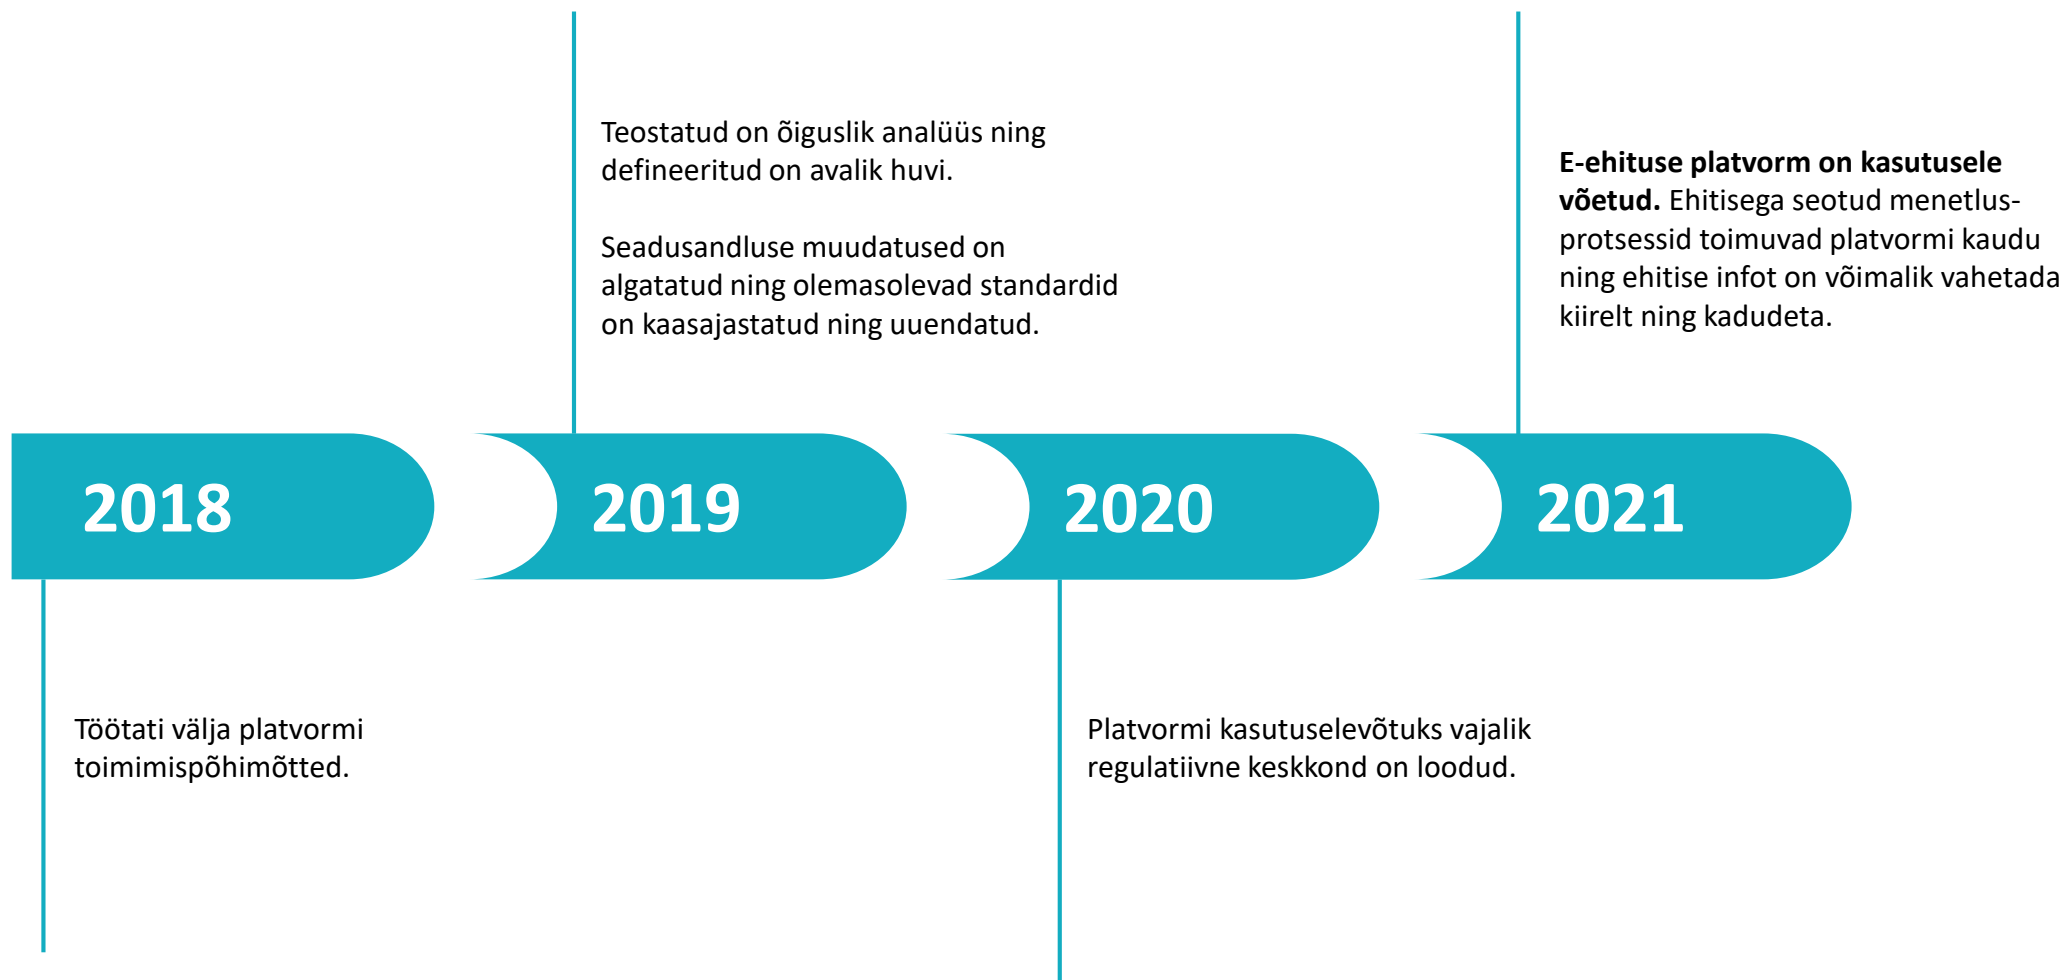 Teostatud on õiguslik analüüs ning
defineeritud on avalik huvi.
Seadusandluse muudatused on
algatatud ning olemasolevad standardid
on kaasajastatud ning uuendatud.
E-ehituse platvorm on kasutusele
võetud. Ehitisega seotud menetlus-
protsessid toimuvad platvormi kaudu
ning ehitise infot on võimalik vahetada
kiirelt ning kadudeta.
2018
2019
2020
2021
Töötati välja platvormi
toimimispõhimõtted.
Platvormi kasutuselevõtuks vajalik
regulatiivne keskkond on loodud.